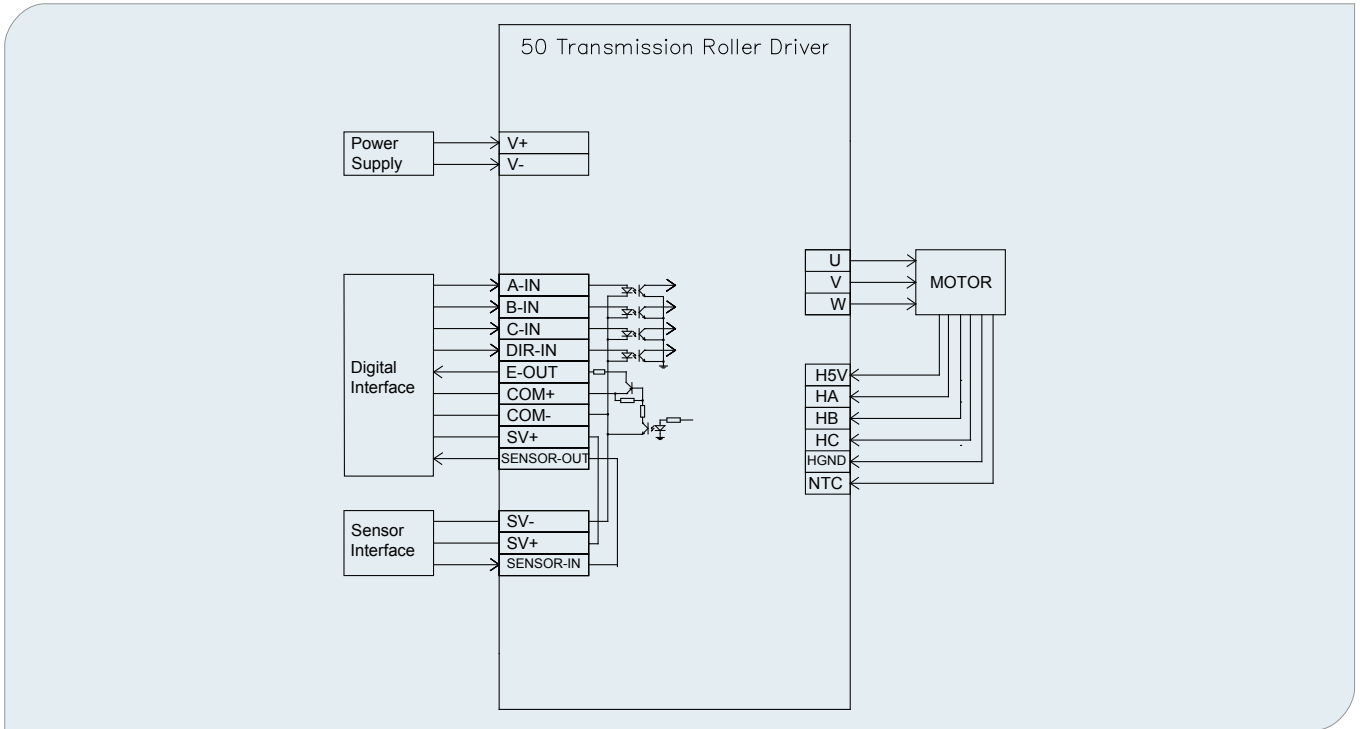 50 Transmission Roller Driver
Power
Supply
V+
V-
Digital
Interface
A-IN
B-IN
C-IN
DIR-IN
E-OUT
COM+
COM-
SV+
SENSOR-OUT
Sensor
Interface
SV-
SV+
SENSOR-IN
U
V
W
MOTOR
H5V
HA
HB
HC
HGND
NTC